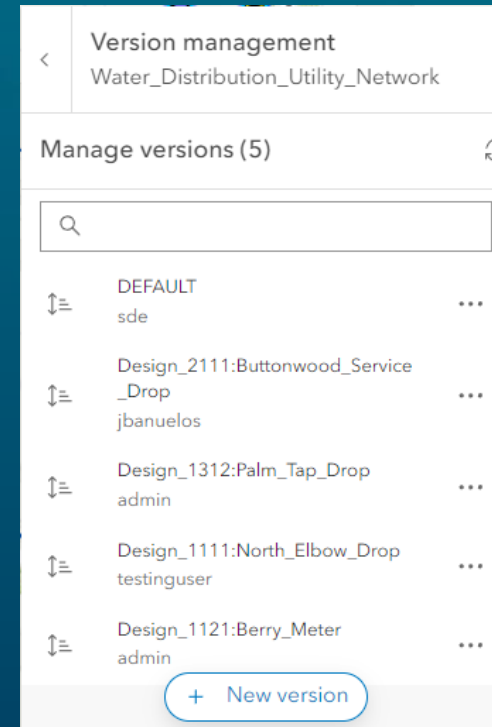 Version management
Water_Distribution_Utility_Network
Manage versions (5)
DEFAULT
sde
Design_2111:Buttonwood_Service
_Drop
jbanuelos
Design_1312:Palm_Tap_Drop
admin
Design_1111:North_Elbow_Drop
testinguser
Design_1121:Berry_Meter
admin
+ New version